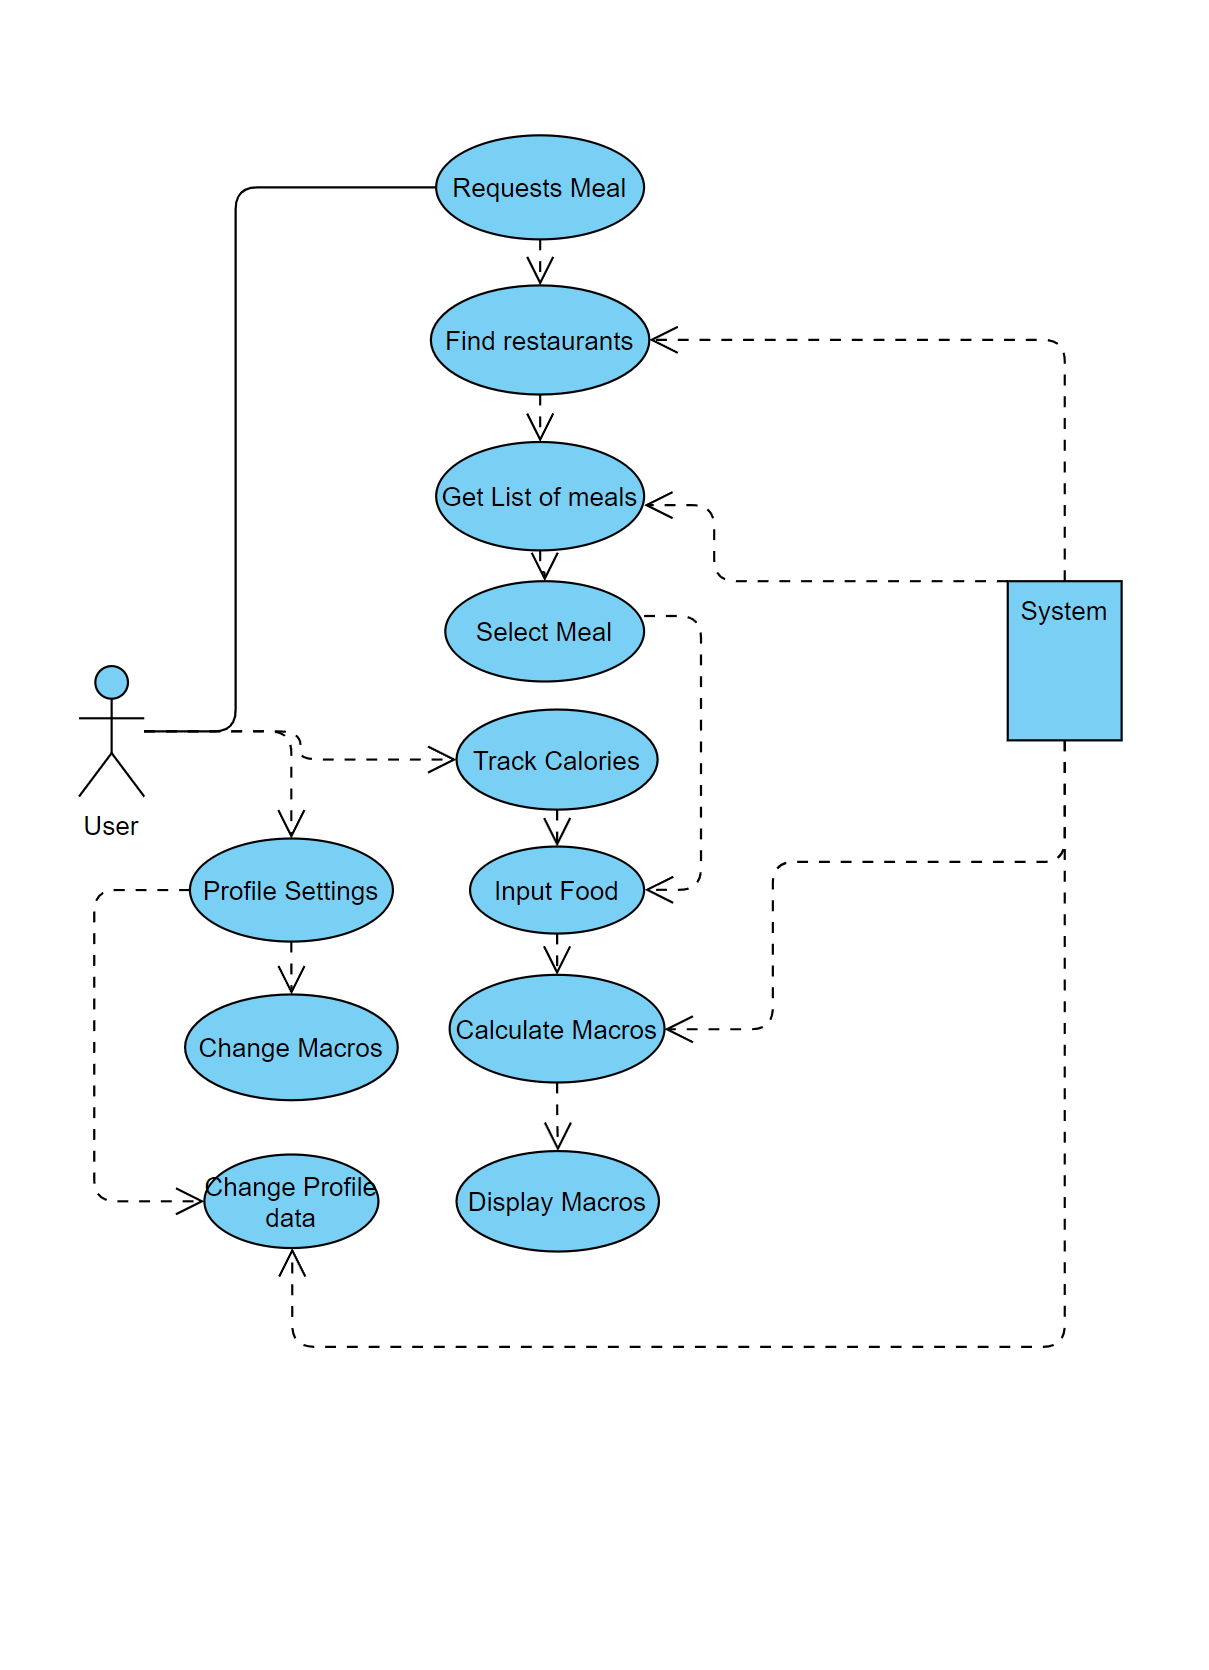 Requests Meal
Find restaurants
Get List of meals
System
Select Meal
Track Calories
User
Profile Settings
Input Food
Calculate Macros
Change Macros
Change Profile
data
Display Macros